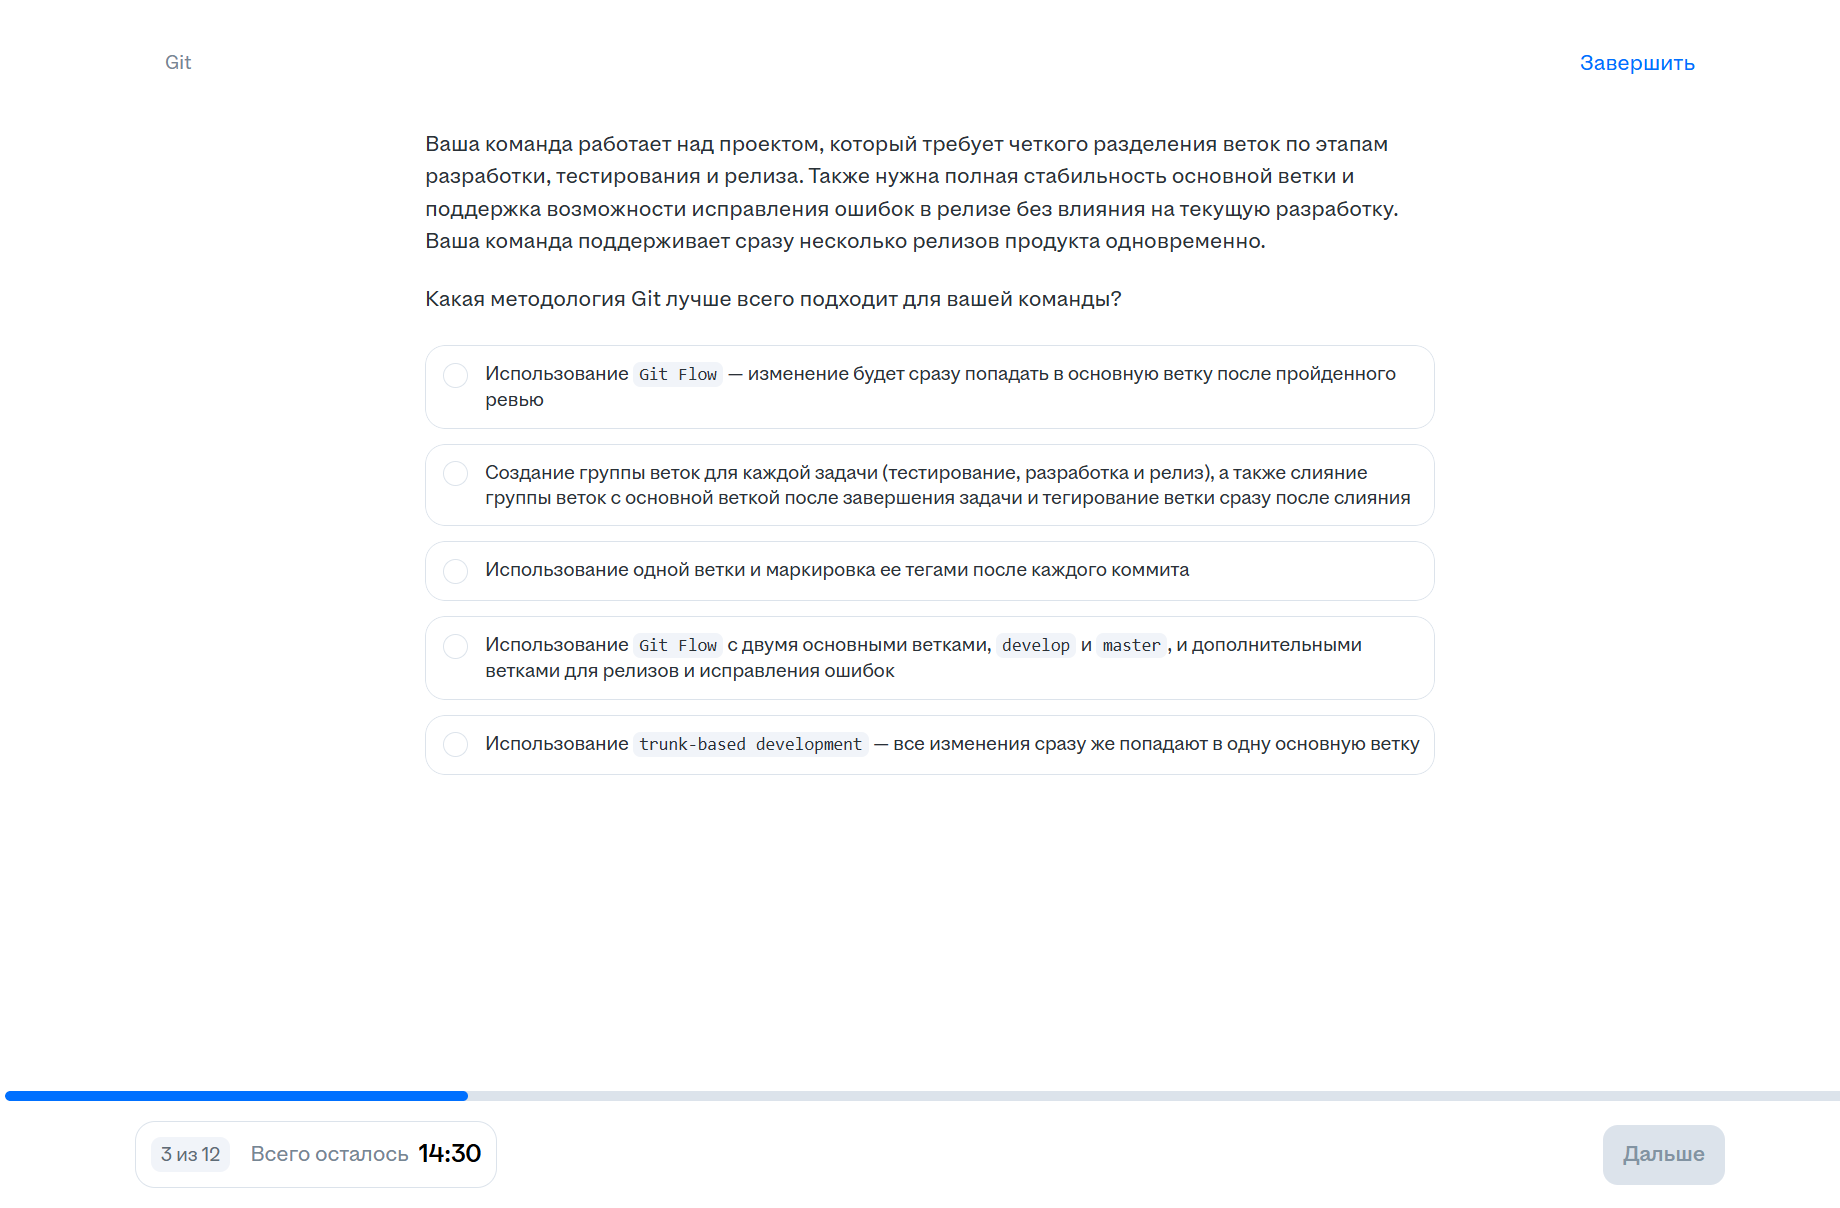 Git
Завершить
Ваша команда работает над проектом, который требует четкого разделения веток по этапам
разработки, тестирования и релиза. Также нужна полная стабильность основной ветки и
поддержка возможности исправления ошибок в релизе без влияния на текущую разработку.
Ваша команда поддерживает сразу несколько релизов продукта одновременно.
Какая методология Git лучше всего подходит для вашей команды?
Использование Git Flow — изменение будет сразу попадать в основную ветку после пройденного
ревью
Создание группы веток для каждой задачи (тестирование, разработка и релиз), а также слияние
группы веток с основной веткой после завершения задачи и тегирование ветки сразу после слияния
Использование одной ветки и маркировка ее тегами после каждого коммита
Использование Git Flow с двумя основными ветками, develop и master, и дополнительными
ветками для релизов и исправления ошибок
Использование trunk-based development — все изменения сразу же попадают в одну основную ветку
3 из 12
Всего осталось 14:30
Дальше